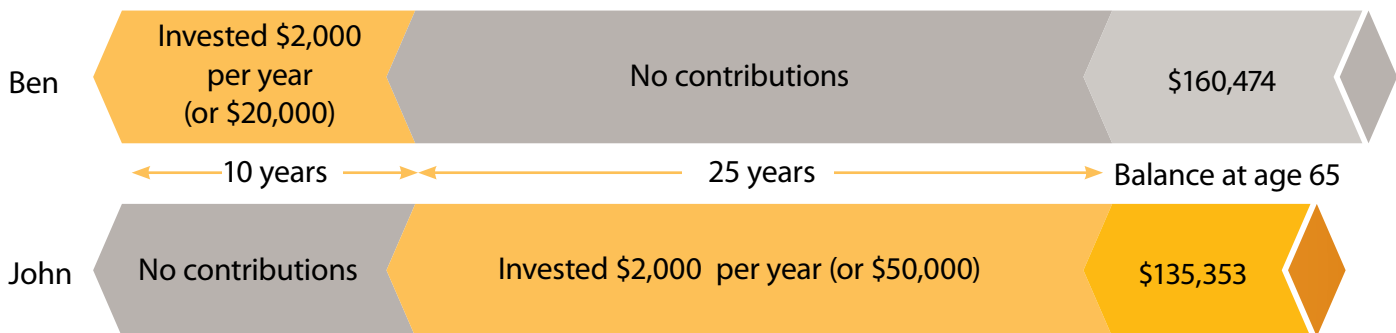 Ben
Invested $2,000
per year
(or $20,000)
No contributions
$160,474
10 years
25 years
Balance at age 65
John
No contributions
Invested $2,000 per year (or $50,000)
$135,353